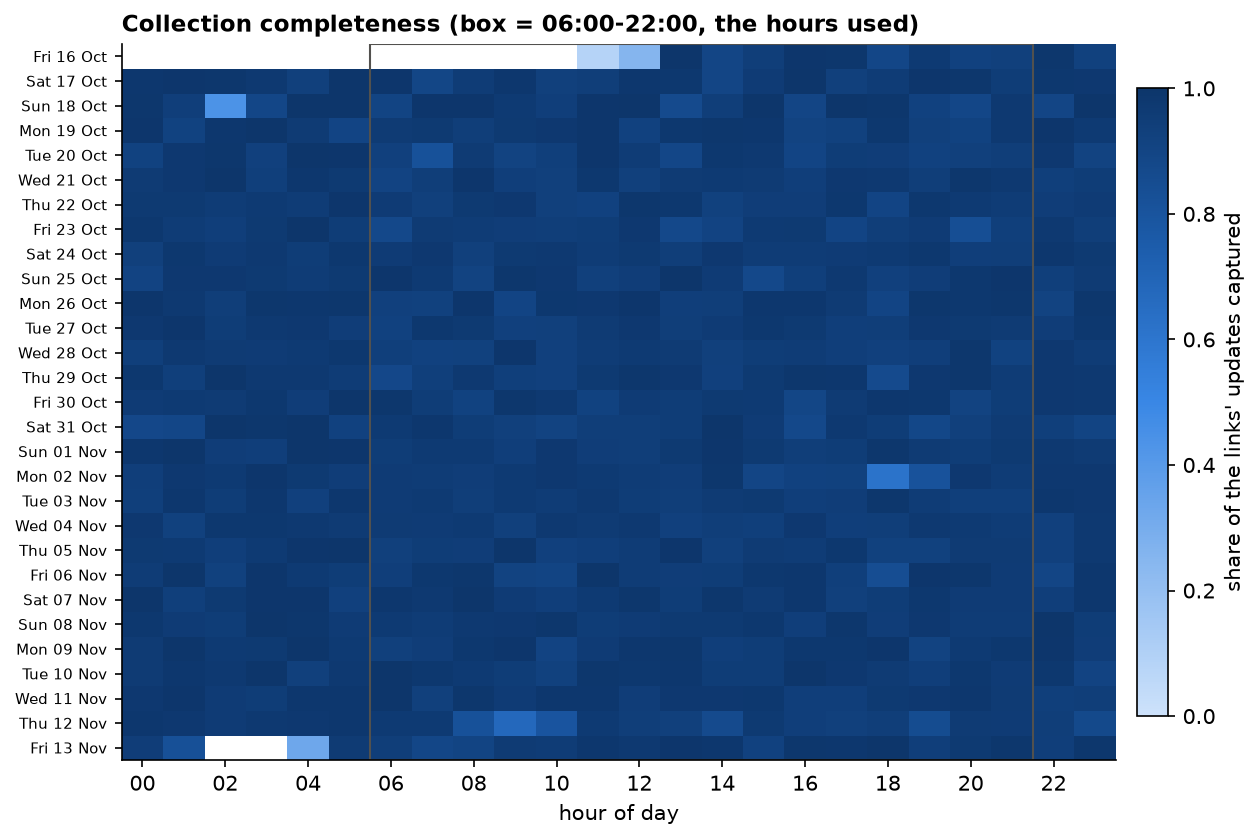 Collection completeness (box = 06:00-22:00, the hours used)
Fri 16 Oct
Sat 17 Oct
Sun 18 Oct
Mon 19 Oct
Tue 20 Oct
Wed 21 Oct
Thu 22 Oct
Fri 23 Oct
Sat 24 Oct
Sun 25 Oct
Mon 26 Oct
Tue 27 Oct
Wed 28 Oct
Thu 29 Oct
Fri 30 Oct
Sat 31 Oct
Sun 01 Nov
Mon 02 Nov
Tue 03 Nov
Wed 04 Nov
Thu 05 Nov
Fri 06 Nov
Sat 07 Nov
Sun 08 Nov
Mon 09 Nov
Tue 10 Nov
Wed 11 Nov
Thu 12 Nov
Fri 13 Nov
00 02 04 06 08 10 12 14 16 18 20 22
hour of day
1.0
0.8
0.6
0.4
0.2
0.0
share of the links' updates captured